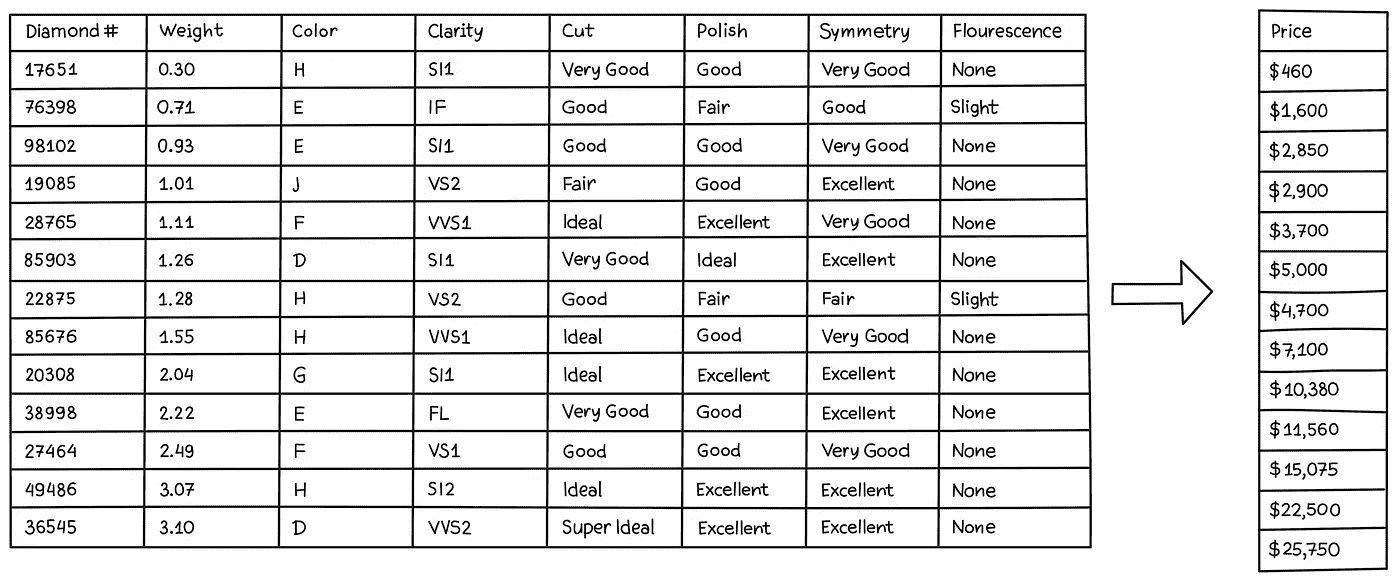 Diamond # Weight Color Clarity Cut Polish Symmetry Flourescence Price
17651 0.30 H SI1 Very Good Good Very Good None $460
76398 0.71 E IF Good Fair Good Slight $1,600
98102 0.93 E SI1 Good Good Very Good None $2,850
19085 1.01 J VS2 Fair Good Excellent None $2,900
28765 1.11 F VVS1 Ideal Excellent Very Good None $3,700
85903 1.26 D SI1 Very Good Ideal Excellent None $5,000
22875 1.28 H VS2 Good Fair Fair Slight $4,700
85676 1.55 H VVS1 Ideal Good Very Good None $7,100
20308 2.04 G SI1 Ideal Excellent Excellent None $10,380
38998 2.22 E FL Very Good Good Excellent None $11,560
27464 2.49 F VS1 Good Good Very Good None $15,075
49486 3.07 H SI2 Ideal Excellent Excellent None $22,500
36545 3.10 D VVS2 Super Ideal Excellent Excellent None $25,750